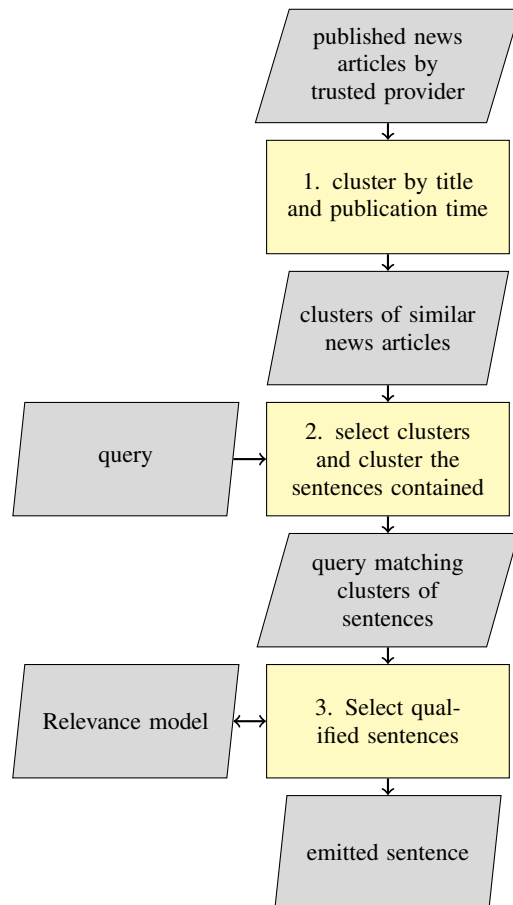 published news
articles by
trusted provider
1. cluster by title
and publication time
clusters of similar
news articles
query
2. select clusters
and cluster the
sentences contained
query matching
clusters of
sentences
Relevance model
3. Select qual-
ified sentences
emitted sentence